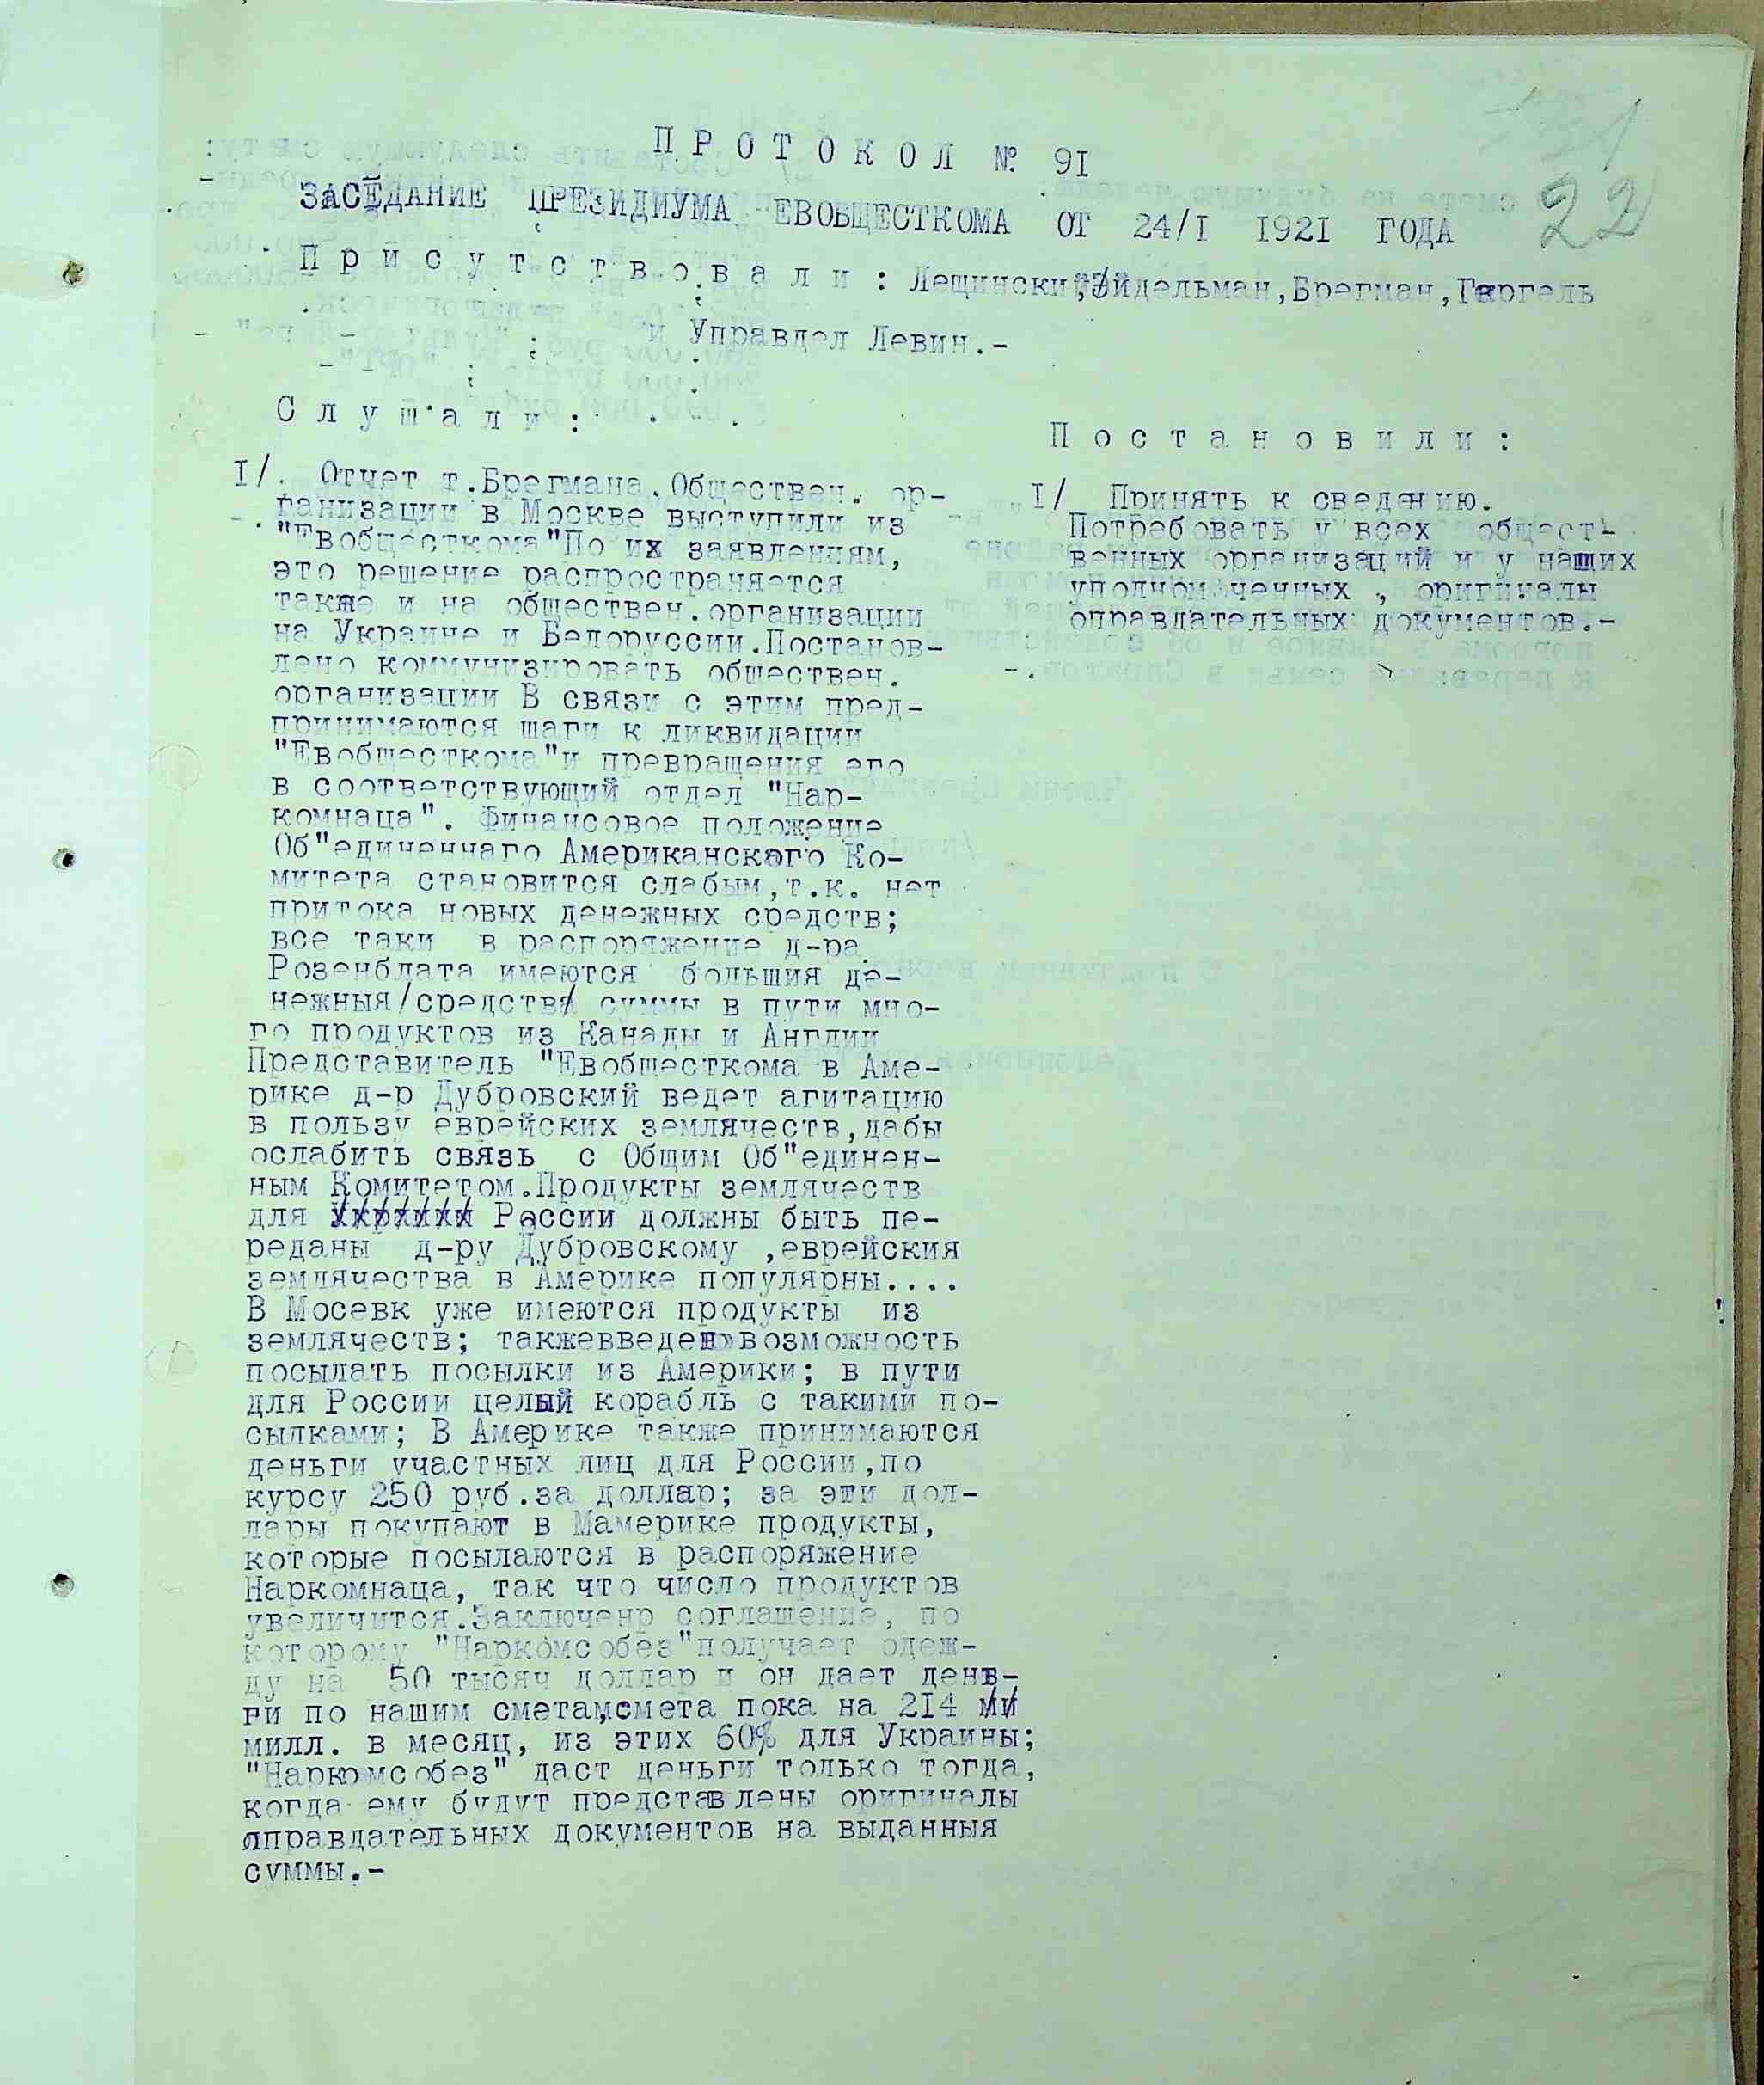 22
П Р О Т О К О Л № 9I
ЗАСЕДАНИЕ ПРЕЗИДИУМА ЕВОБЩЕСТКОМА ОТ 24/I I92I ГОДА
П р и с у т с т в о в а л и : Лещинский, Эйдельман, Брегман, Гергель
и Управдел Левин.-
С л у ш а л и :
I/. Отчет т.Брегмана. Обществен. ор-
ганизации в Москве выступили из
"Евобщесткома"По их заявлениям,
это решение распространяется
также и на обществен.организации
на Украине и Белоруссии.Постанов-
лено коммунизировать обществен.
организации В связи с этим пред-
принимаются шаги к ликвидации
"Евобщесткома"и превращения его
в соответствующий отдел "Нар-
комнаца". Финансовое положение
Об"единеннаго Американскаго Ко-
митета становится слабым,т.к. нет
притока новых денежных средств;
все таки в распоряжение д-ра
Розенблата имеются большия де-
нежныя/средства/ суммы в пути мно-
го продуктов из Канады и Англии
Представитель "Евобщесткома в Аме-
рике д-р Дубровский ведет агитацию
в пользу еврейских землячеств,дабы
ослабить связь с Общим Об"единен-
ным Комитетом.Продукты землячеств
для Украины России должны быть пе-
реданы д-ру Дубровскому ,еврейския
землячества в Америке популярны....
В Мосевк уже имеются продукты из
землячеств; такжевведено возможность
посылать посылки из Америки; в пути
для России целый корабль с такими по-
сылками; В Америке также принимаются
деньги участных лиц для России,по
курсу 250 руб.за доллар; за эти дол-
лары покупают в Мамерике продукты,
которые посылаются в распоряжение
Наркомнаца, так что число продуктов
увеличится.Заключенр соглашение, по
которому "Наркомсобез"получает одеж-
ду на 50 тысяч доллар и он дает день-
ги по нашим сметам,смета пока на 2I4 ми
милл. в месяц, из этих 60% для Украины;
"Наркомсобез" даст деньги только тогда,
когда ему будут представлены оригиналы
оправдательных документов на выданныя
суммы.-
П о с т а н о в и л и :
I/ Принять к сведению.
Потребовать у всех общест-
венных организаций и у наших
уполномоченных , оригиналы
оправдательных документов.-